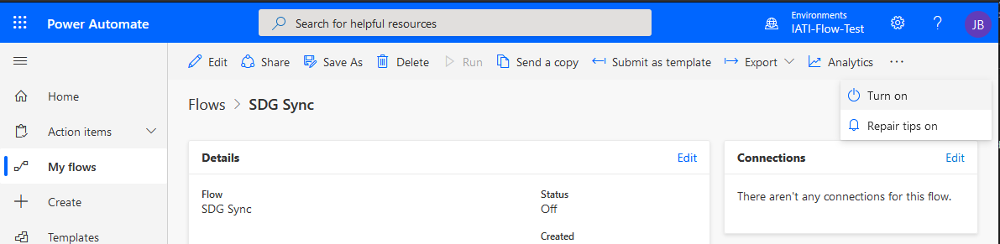 Power Automate
Search for helpful resources
Environments
IATI-Flow-Test
?
JB
Edit
Share
Save As
Delete
Run
Send a copy
Submit as template
Export
Analytics
···
Turn on
Repair tips on
Home
Action items
My flows
Create
Templates
Flows > SDG Sync
Details
Edit
Flow
SDG Sync
Status
Off
Created
Connections
Edit
There aren't any connections for this flow.